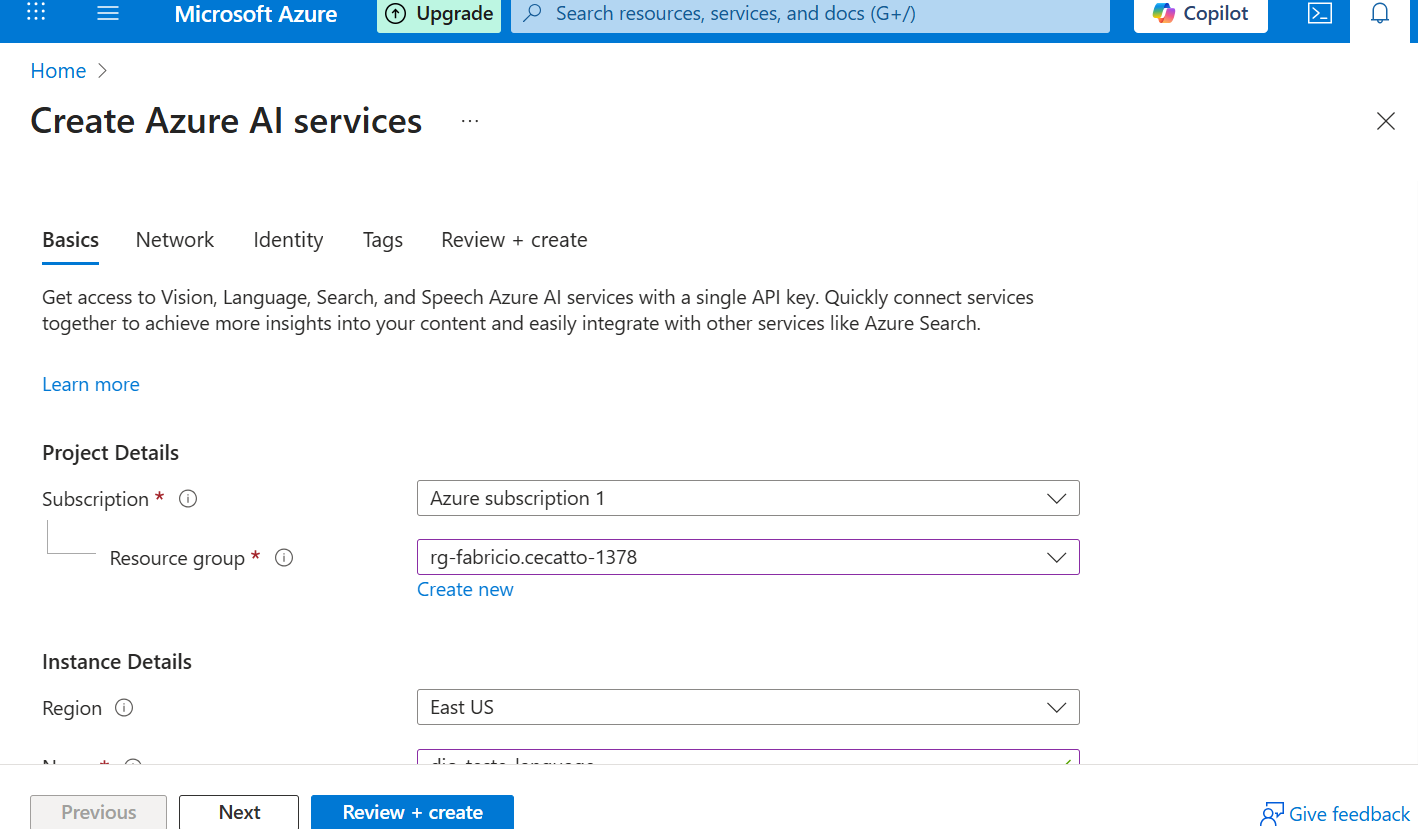 Microsoft Azure
Upgrade
Search resources, services, and docs (G+/)
Copilot
Home
Create Azure AI services
...
Basics
Network
Identity
Tags
Review + create
Get access to Vision, Language, Search, and Speech Azure AI services with a single API key. Quickly connect services
together to achieve more insights into your content and easily integrate with other services like Azure Search.
Learn more
Project Details
Subscription *
Azure subscription 1
Resource group *
rg-fabricio.cecatto-1378
Create new
Instance Details
Region
East US
Previous
Next
Review + create
Give feedback